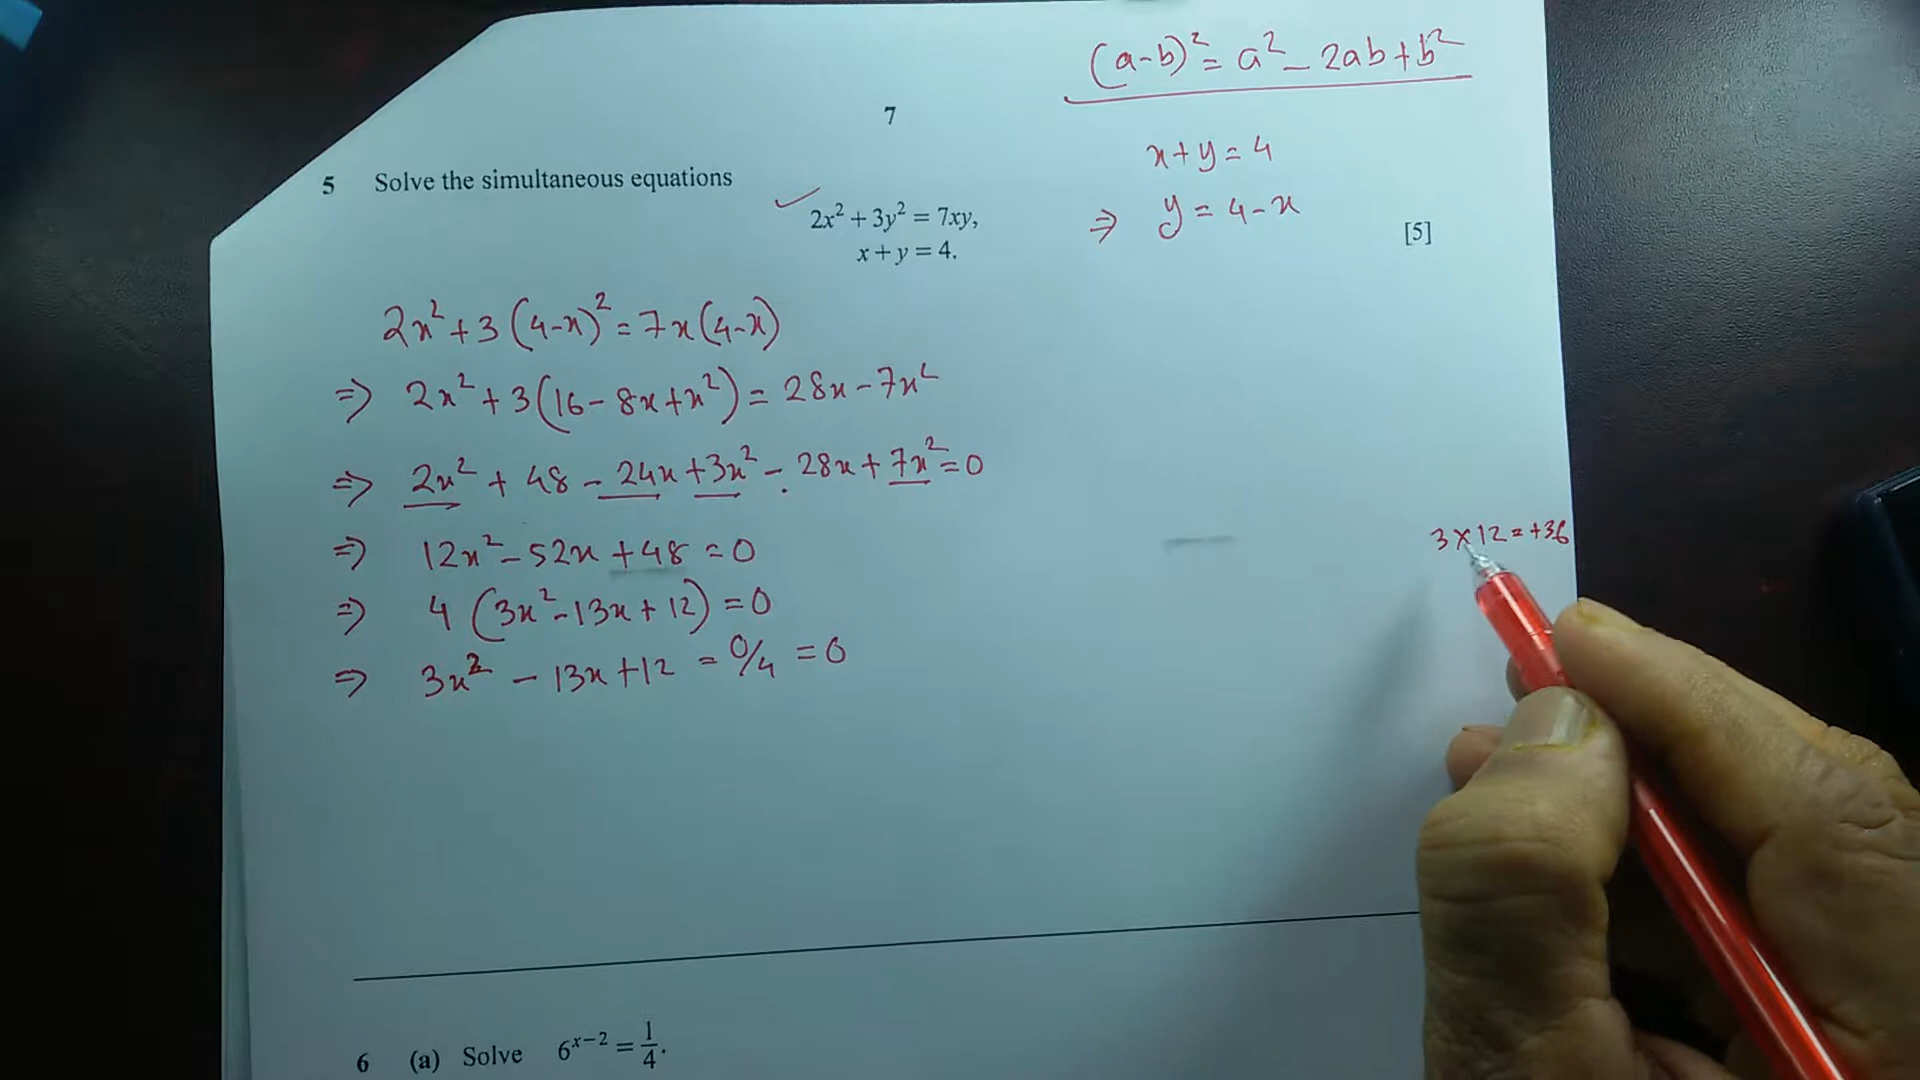 (a-b)² = a² - 2ab + b²
7
x + y = 4
5 Solve the simultaneous equations
⇒ y = 4 - x
2x² + 3y² = 7xy,
[5]
x + y = 4.
2x² + 3(4-x)² = 7x(4-x)
⇒ 2x² + 3(16 - 8x + x²) = 28x - 7x²
⇒ 2x² + 48 - 24x + 3x² - 28x + 7x² = 0
3 × 12 = +36
⇒ 12x² - 52x + 48 = 0
⇒ 4 (3x² - 13x + 12) = 0
⇒ 3x² - 13x + 12 = 0/4 = 0
6 (a) Solve 6ˣ⁻² = 1/4.